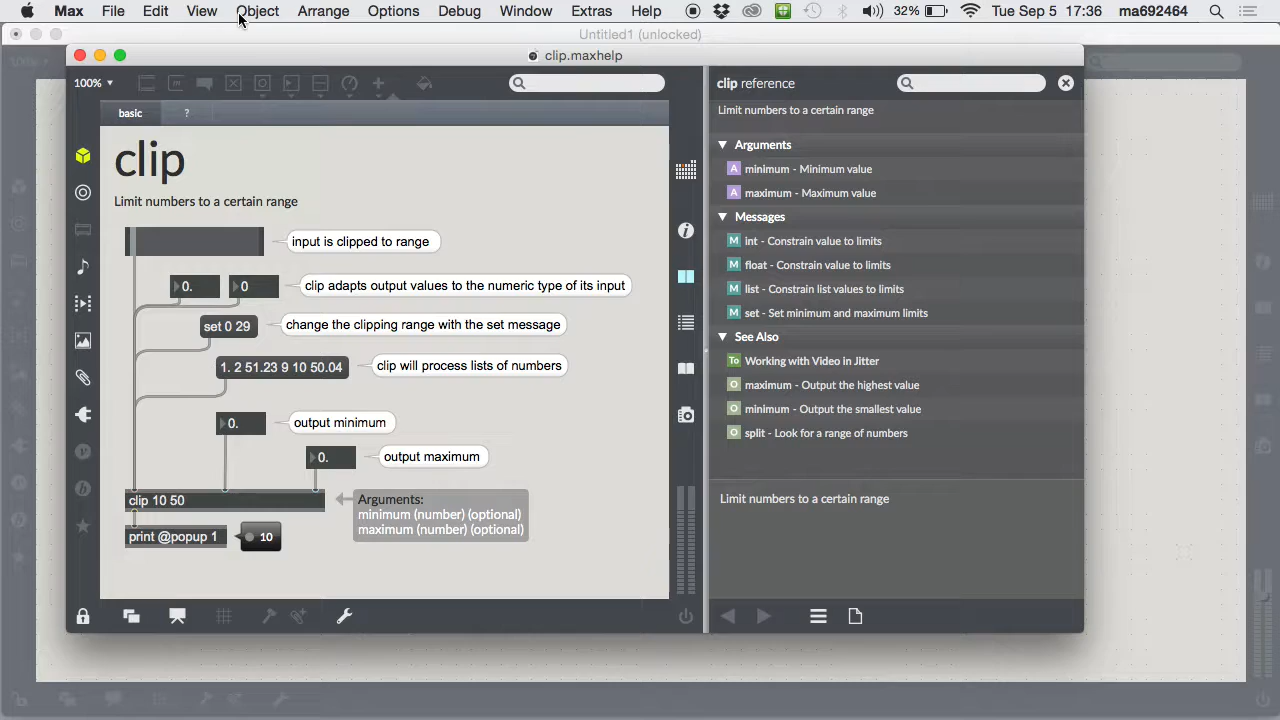 Max File Edit View Object Arrange Options Debug Window Extras Help 32% Tue Sep 5 17:36 ma692464
Untitled1 (unlocked)
clip.maxhelp
100%
clip reference
basic ?
Limit numbers to a certain range
clip
Limit numbers to a certain range
input is clipped to range
0. 0
clip adapts output values to the numeric type of its input
set 0 29
change the clipping range with the set message
1. 2 51.23 9 10 50.04
clip will process lists of numbers
0.
output minimum
0.
output maximum
clip 10 50
Arguments:
minimum (number) (optional)
maximum (number) (optional)
print @popup 1
10
Arguments
A minimum - Minimum value
A maximum - Maximum value
Messages
M int - Constrain value to limits
M float - Constrain value to limits
M list - Constrain list values to limits
M set - Set minimum and maximum limits
See Also
To Working with Video in Jitter
O maximum - Output the highest value
O minimum - Output the smallest value
O split - Look for a range of numbers
Limit numbers to a certain range